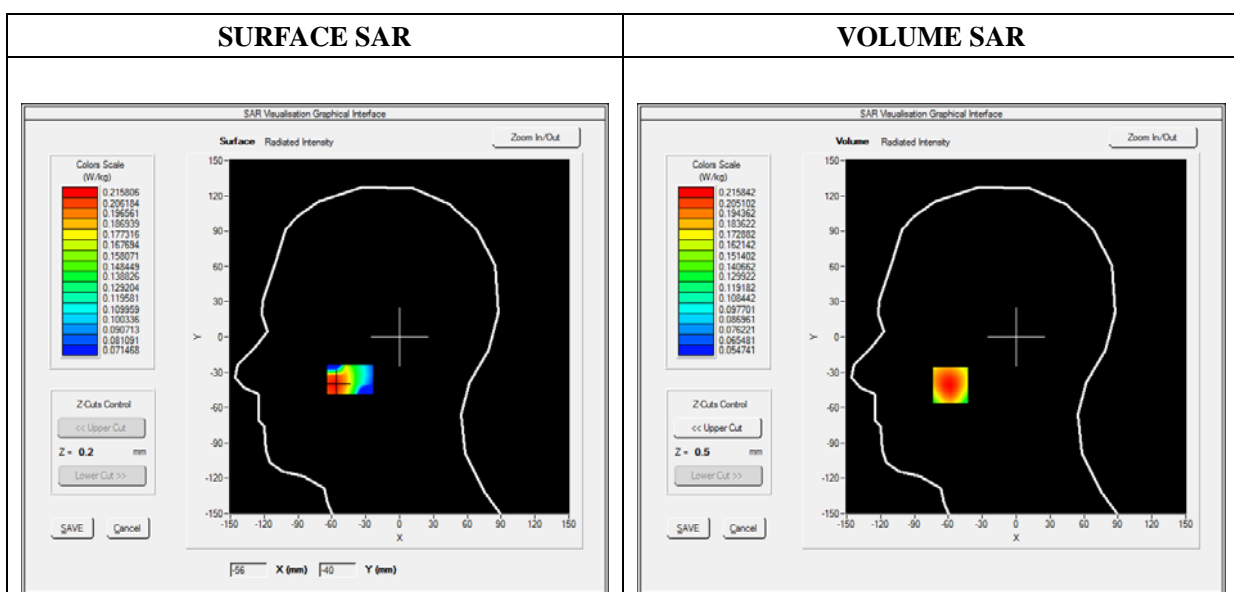 SURFACE SAR
VOLUME SAR
SAR Visualisation Graphical Interface
Surface Radiated Intensity
Zoom In/Out
Colors Scale
(W/kg)
0.215806
0.206184
0.196561
0.186939
0.177316
0.167694
0.158071
0.148449
0.138826
0.129204
0.119581
0.109959
0.100336
0.090713
0.081091
0.071468
Z-Cuts Control
<< Upper Cut
Z = 0.2 mm
Lower Cut >>
SAVE Cancel
150
120
90
60
30
0
-30
-60
-90
-120
-150
Y
-150 -120 -90 -60 -30 0 30 60 90 120 150
X
-56 X (mm) -40 Y (mm)
SAR Visualisation Graphical Interface
Volume Radiated Intensity
Zoom In/Out
Colors Scale
(W/kg)
0.215842
0.205102
0.194362
0.183622
0.172882
0.162142
0.151402
0.140662
0.129922
0.119182
0.108442
0.097701
0.086961
0.076221
0.065481
0.054741
Z-Cuts Control
<< Upper Cut
Z = 0.5 mm
Lower Cut >>
SAVE Cancel
150
120
90
60
30
0
-30
-60
-90
-120
-150
Y
-150 -120 -90 -60 -30 0 30 60 90 120 150
X